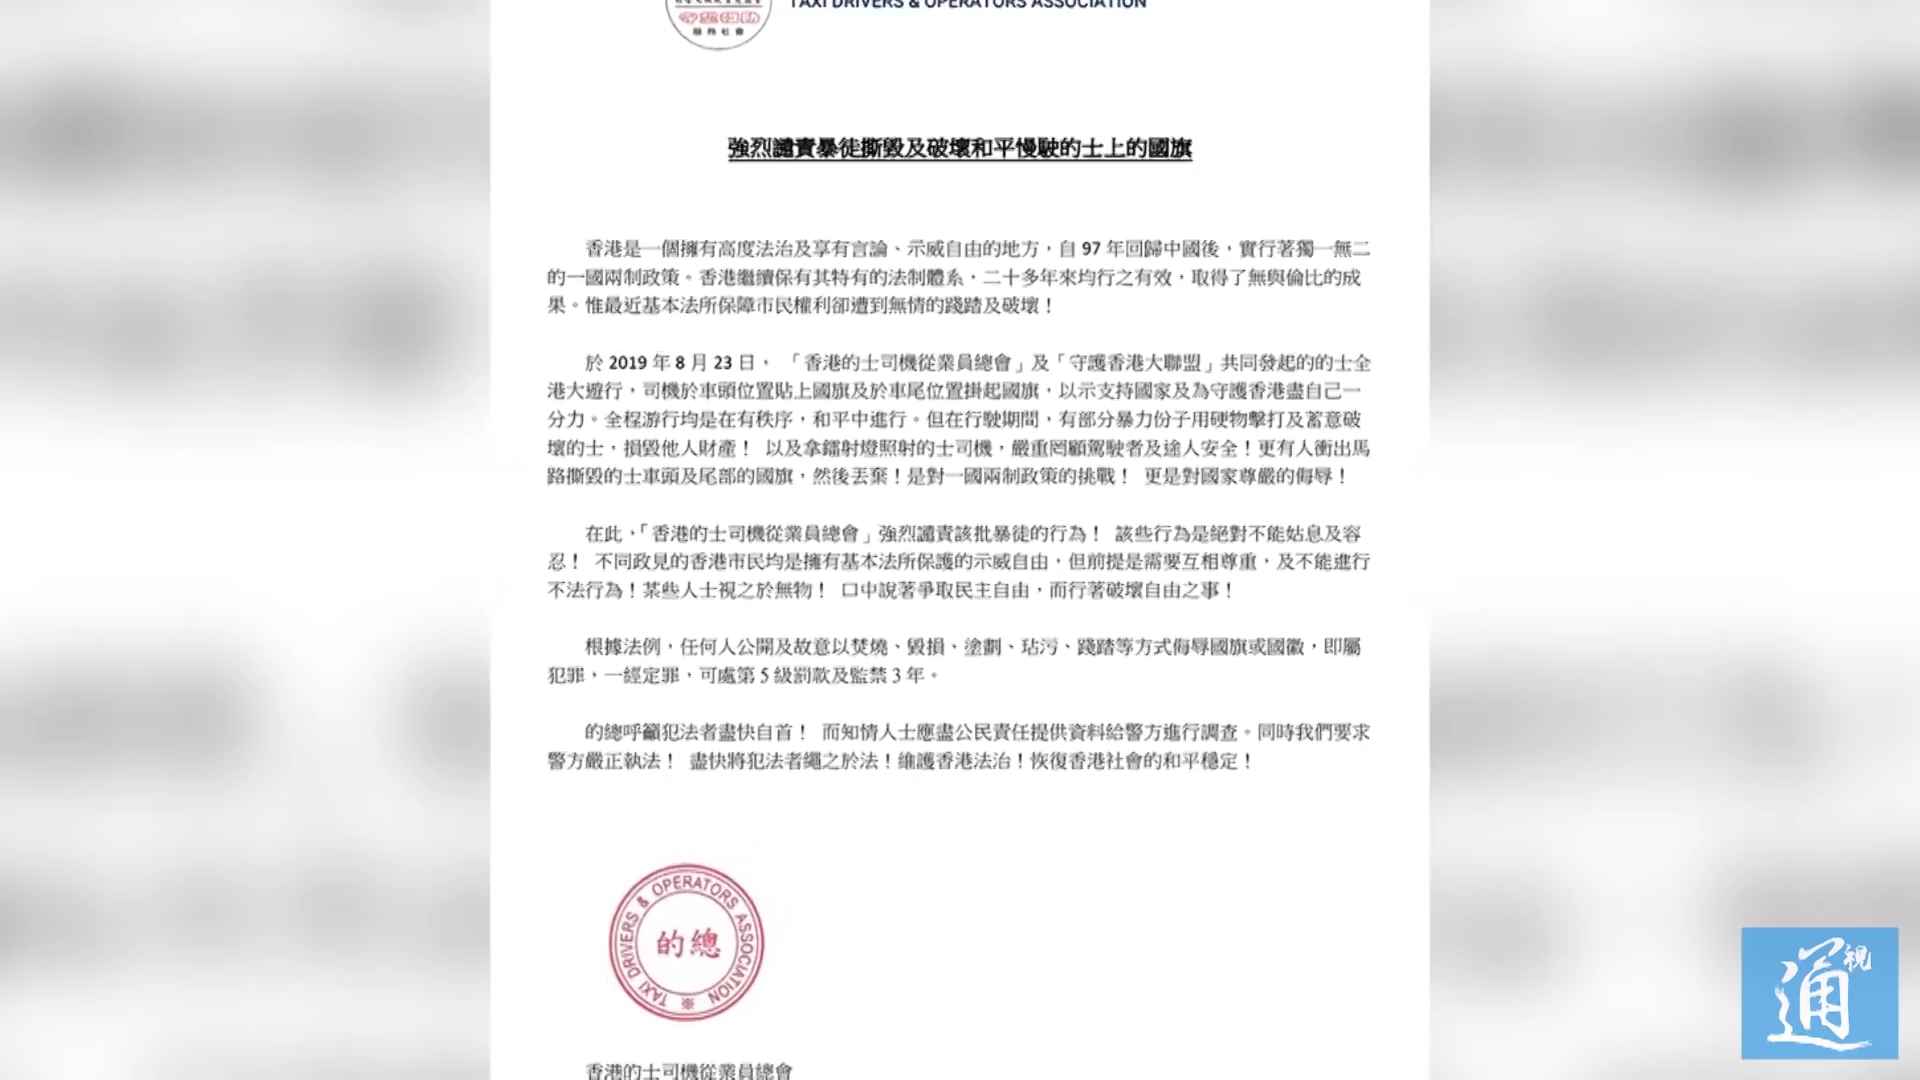 TAXI DRIVERS & OPERATORS ASSOCIATION
守望相助
服務社會
強烈譴責暴徒撕毀及破壞和平慢駛的士上的國旗
香港是一個擁有高度法治及享有言論、示威自由的地方，自 97 年回歸中國後，實行著獨一無二
的一國兩制政策。香港繼續保有其特有的法制體系，二十多年來均行之有效，取得了無與倫比的成
果。惟最近基本法所保障市民權利卻遭到無情的踐踏及破壞！
於 2019 年 8 月 23 日， 「香港的士司機從業員總會」及「守護香港大聯盟」共同發起的的士全
港大遊行，司機於車頭位置貼上國旗及於車尾位置掛起國旗，以示支持國家及為守護香港盡自己一
分力。全程游行均是在有秩序，和平中進行。但在行駛期間，有部分暴力份子用硬物擊打及蓄意破
壞的士，損毀他人財產！ 以及拿鐳射燈照射的士司機，嚴重罔顧駕駛者及途人安全！更有人衝出馬
路撕毀的士車頭及尾部的國旗，然後丟棄！是對一國兩制政策的挑戰！ 更是對國家尊嚴的侮辱！
在此，「香港的士司機從業員總會」強烈譴責該批暴徒的行為！ 該些行為是絕對不能姑息及容
忍！ 不同政見的香港市民均是擁有基本法所保護的示威自由，但前提是需要互相尊重，及不能進行
不法行為！某些人士視之於無物！ 口中說著爭取民主自由，而行著破壞自由之事！
根據法例，任何人公開及故意以焚燒、毀損、塗劃、玷污、踐踏等方式侮辱國旗或國徽，即屬
犯罪，一經定罪，可處第 5 級罰款及監禁 3 年。
的總呼籲犯法者盡快自首！ 而知情人士應盡公民責任提供資料給警方進行調查。同時我們要求
警方嚴正執法！ 盡快將犯法者繩之於法！維護香港法治！恢復香港社會的和平穩定！
TAXI DRIVERS & OPERATORS ASSOCIATION
的總
香港的士司機從業員總會
通視